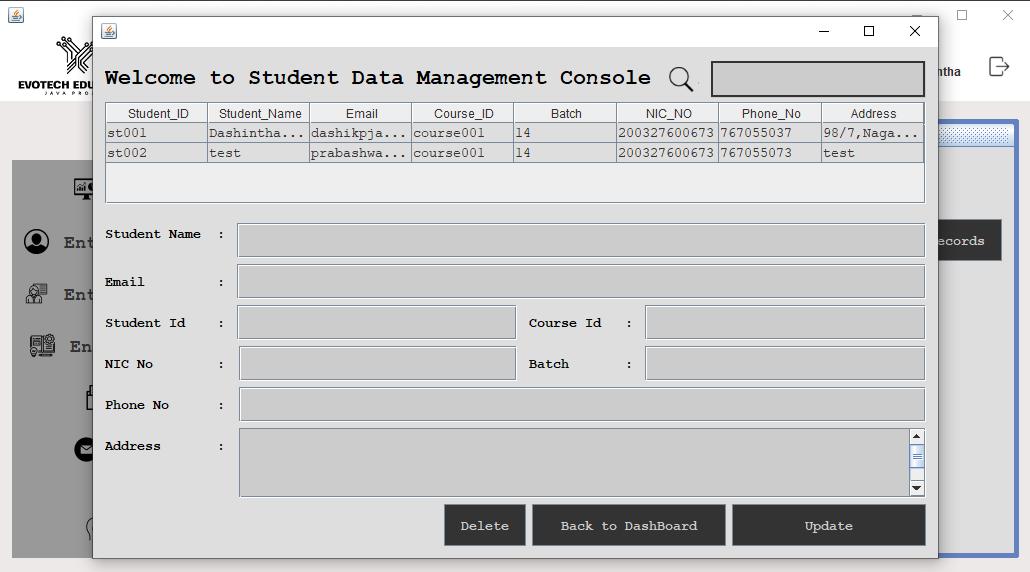 EVOTECH EDU
JAVA PRO
ntha
Welcome to Student Data Management Console
Student_ID Student_Name Email Course_ID Batch NIC_NO Phone_No Address
st001 Dashintha... dashikpja... course001 14 200327600673 767055037 98/7,Naga...
st002 test prabashwa... course001 14 200327600673 767055073 test
Student Name :
ecords
Ent
Email :
Ent
Student Id : Course Id :
En
NIC No : Batch :
Phone No :
Address :
Delete Back to DashBoard Update